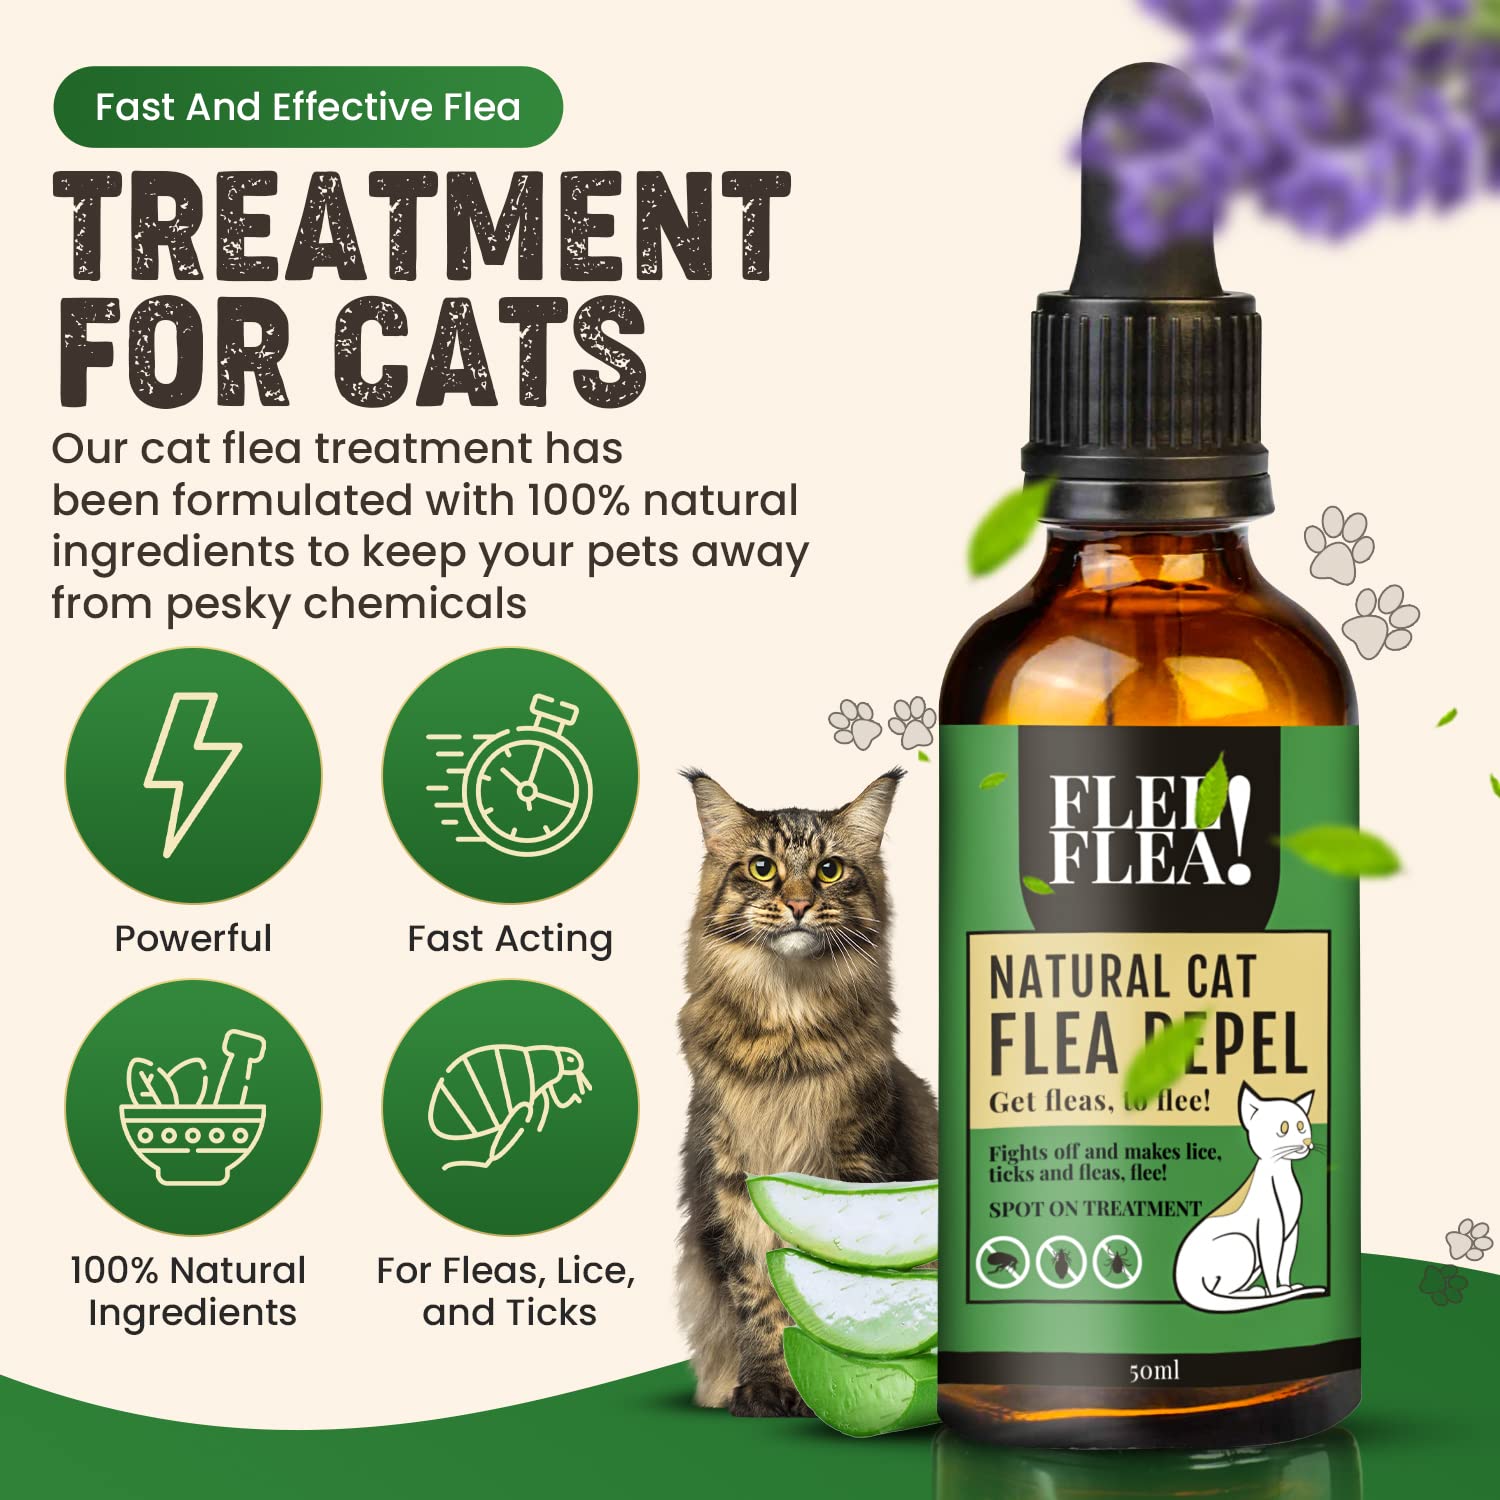 Fast And Effective Flea
TREATMENT
FOR CATS
Our cat flea treatment has
been formulated with 100% natural
ingredients to keep your pets away
from pesky chemicals
Powerful
Fast Acting
100% Natural
Ingredients
For Fleas, Lice,
and Ticks
FLEE
FLEA!
NATURAL CAT
FLEA REPEL
Get fleas, to flee!
Fights off and makes lice,
ticks and fleas, flee!
SPOT ON TREATMENT
50ml